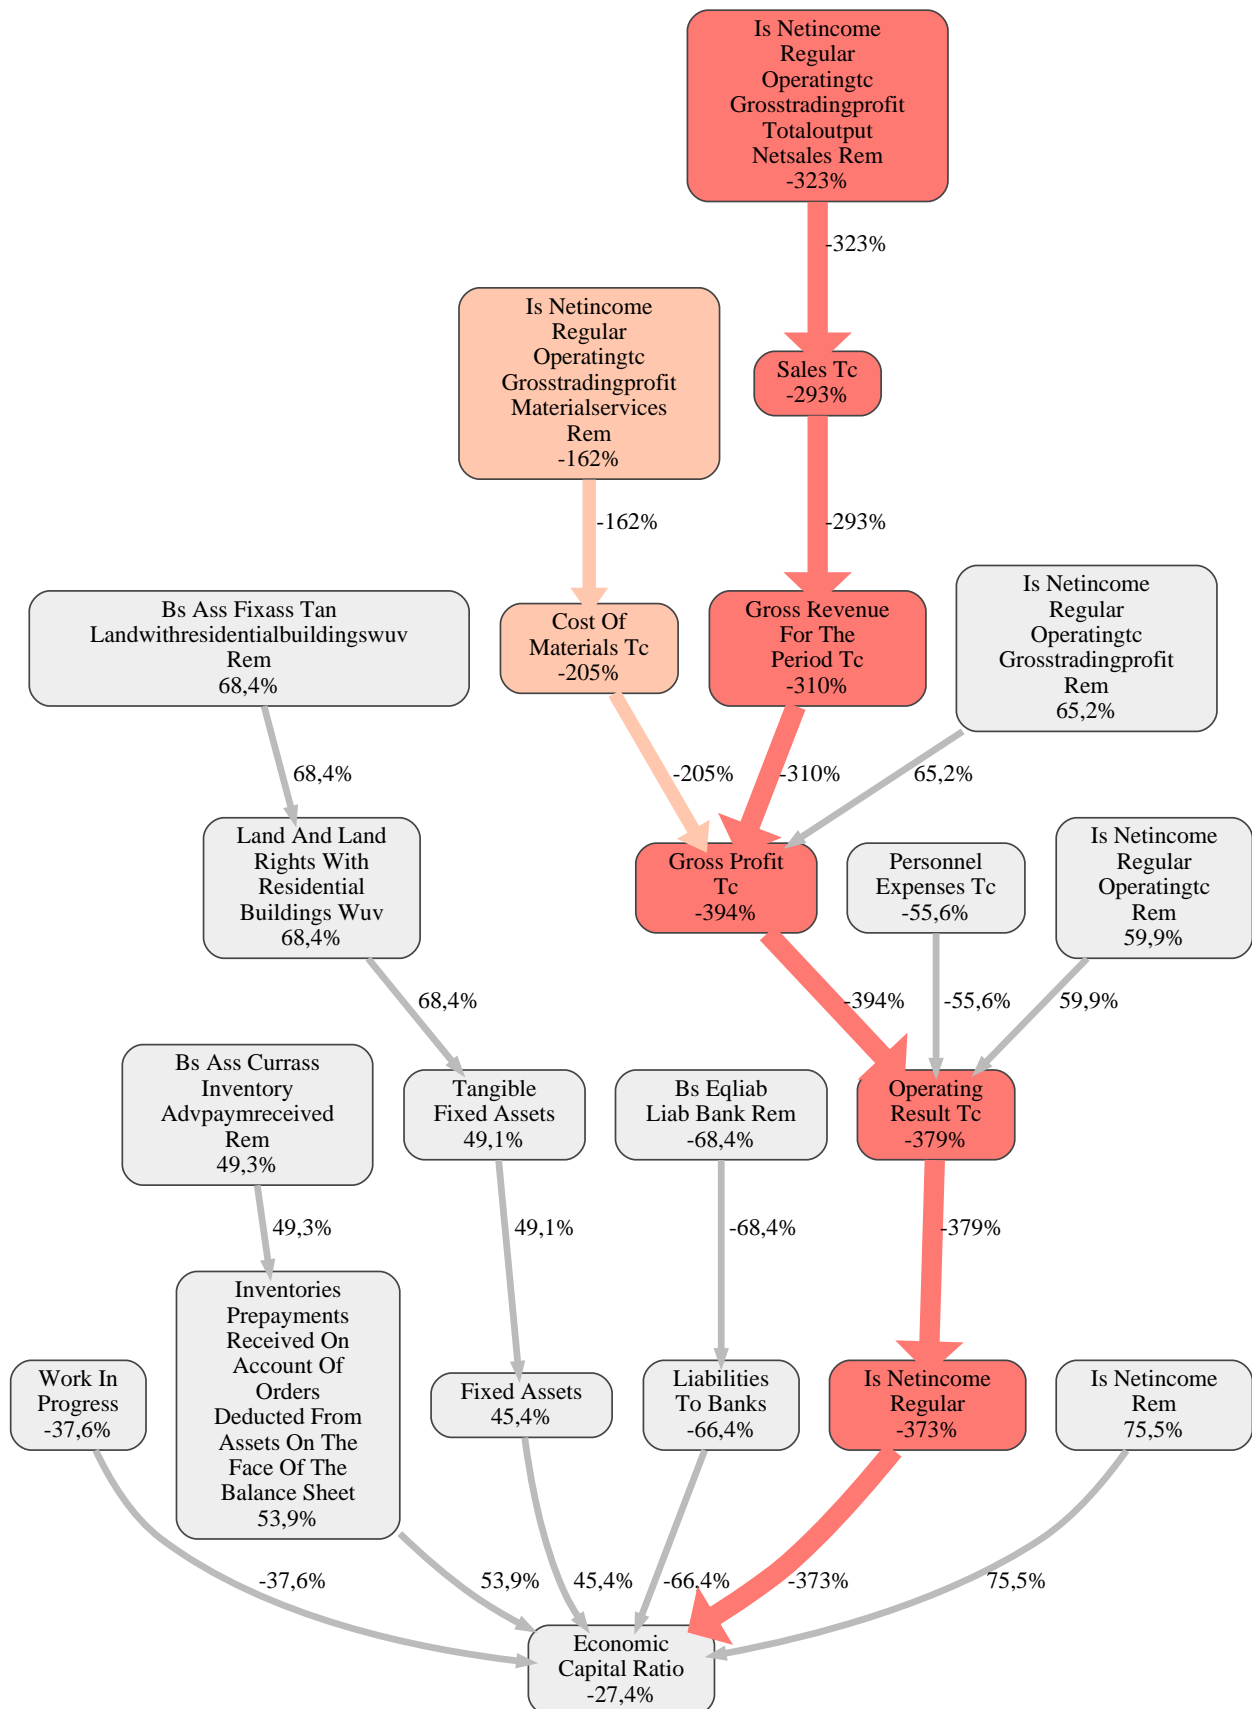 Is Netincome
Regular
Operatingtc
Grosstradingprofit
Totaloutput
Netsales Rem
-323%
-323%
Is Netincome
Regular
Operatingtc
Grosstradingprofit
Materialservices
Rem
-162%
Sales Tc
-293%
-162%
-293%
Bs Ass Fixass Tan
Landwithresidentialbuildingswuv
Rem
68,4%
Cost Of
Materials Tc
-205%
Gross Revenue
For The
Period Tc
-310%
Is Netincome
Regular
Operatingtc
Grosstradingprofit
Rem
65,2%
68,4%
-205%
-310%
65,2%
Land And Land
Rights With
Residential
Buildings Wuv
68,4%
Gross Profit
Tc
-394%
Personnel
Expenses Tc
-55,6%
Is Netincome
Regular
Operatingtc
Rem
59,9%
68,4%
-394%
-55,6%
59,9%
Bs Ass Currass
Inventory
Advpaymreceived
Rem
49,3%
Tangible
Fixed Assets
49,1%
Bs Eqliab
Liab Bank Rem
-68,4%
Operating
Result Tc
-379%
49,3%
49,1%
-68,4%
-379%
Work In
Progress
-37,6%
Inventories
Prepayments
Received On
Account Of
Orders
Deducted From
Assets On The
Face Of The
Balance Sheet
53,9%
Fixed Assets
45,4%
Liabilities
To Banks
-66,4%
Is Netincome
Regular
-373%
Is Netincome
Rem
75,5%
-37,6%
53,9%
45,4%
-66,4%
-373%
75,5%
Economic
Capital Ratio
-27,4%